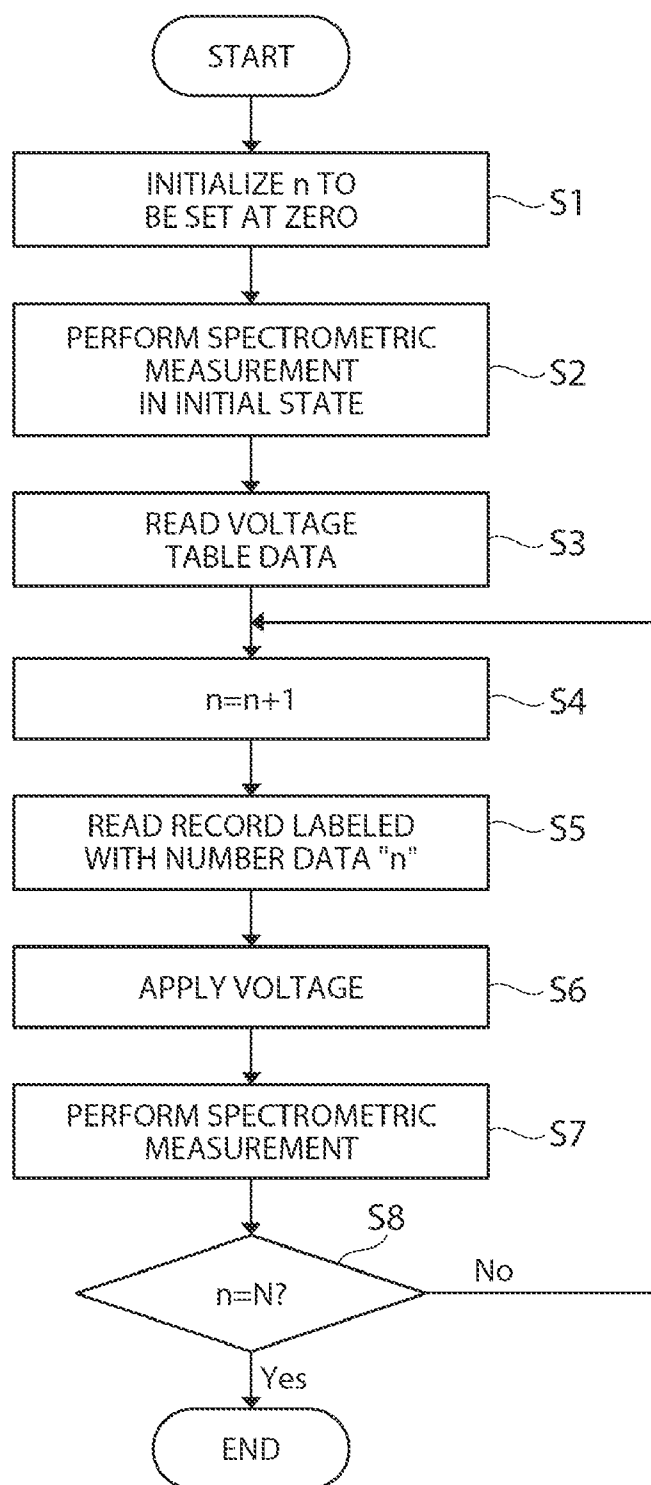 START
INITIALIZE n TO
BE SET AT ZERO
S1
PERFORM SPECTROMETRIC
MEASUREMENT
IN INITIAL STATE
S2
READ VOLTAGE
TABLE DATA
S3
n=n+1
S4
READ RECORD LABELED
WITH NUMBER DATA "n"
S5
APPLY VOLTAGE
S6
PERFORM SPECTROMETRIC
MEASUREMENT
S7
S8
n=N?
No
Yes
END